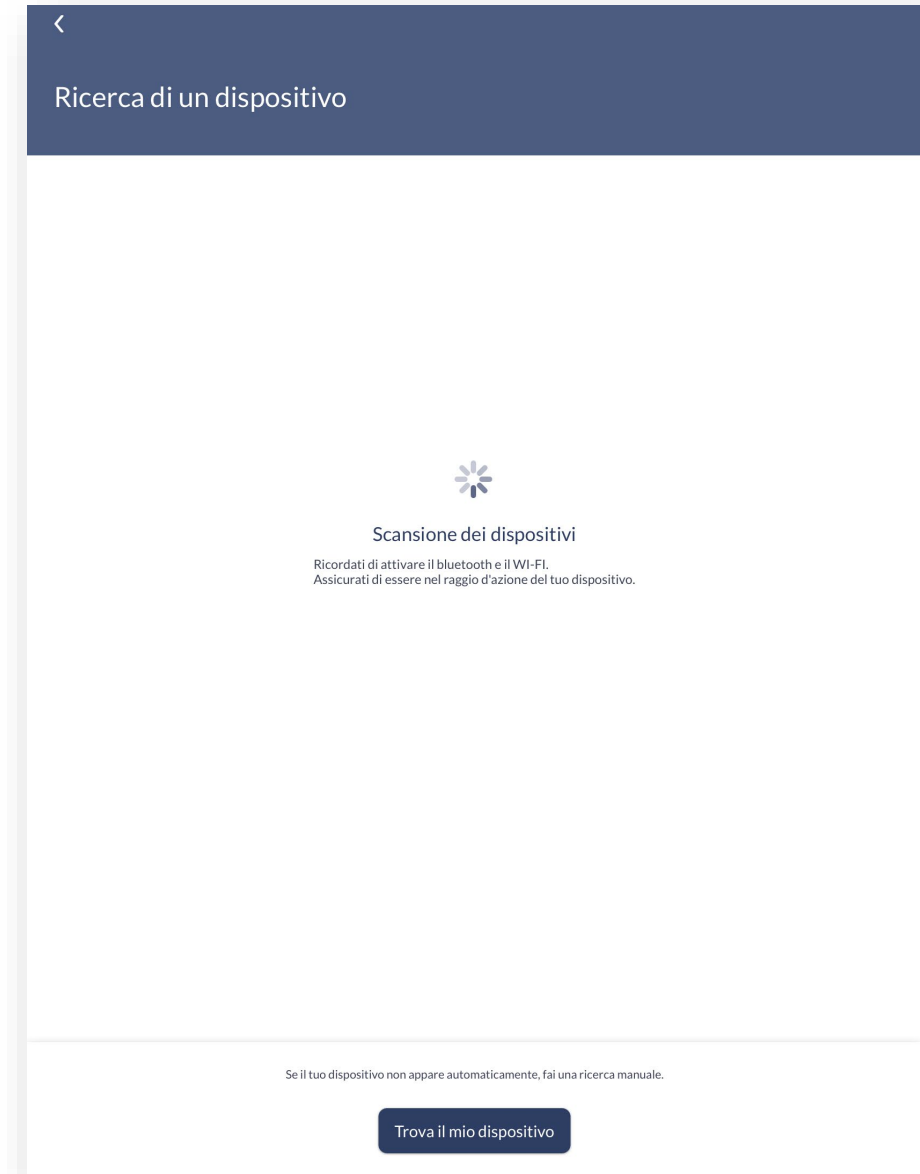 Ricerca di un dispositivo
Scansione dei dispositivi
Ricordati di attivare il bluetooth e il WI-FI.
Assicurati di essere nel raggio d'azione del tuo dispositivo.
Se il tuo dispositivo non appare automaticamente, fai una ricerca manuale.
Trova il mio dispositivo